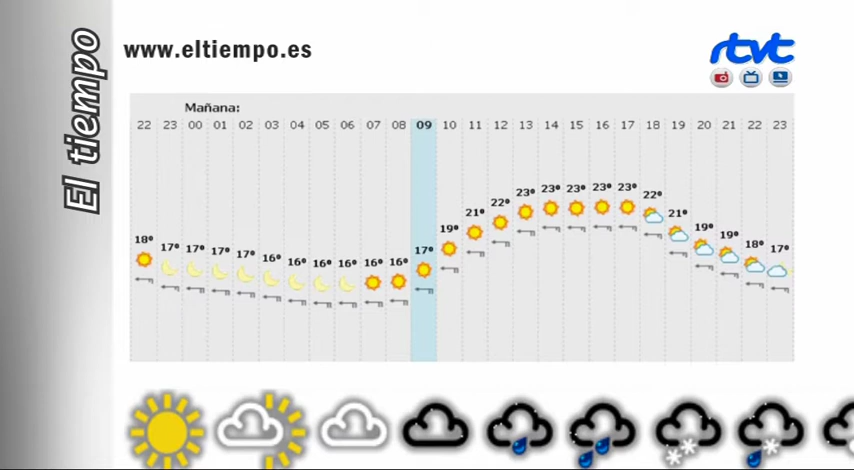 El tiempo
www.eltiempo.es
rtvt
Mañana:
22 23 00 01 02 03 04 05 06 07 08 09 10 11 12 13 14 15 16 17 18 19 20 21 22 23
18º 17º 17º 17º 17º 16º 16º 16º 16º 16º 16º 17º 19º 21º 22º 23º 23º 23º 23º 23º 22º 21º 19º 19º 18º 17º